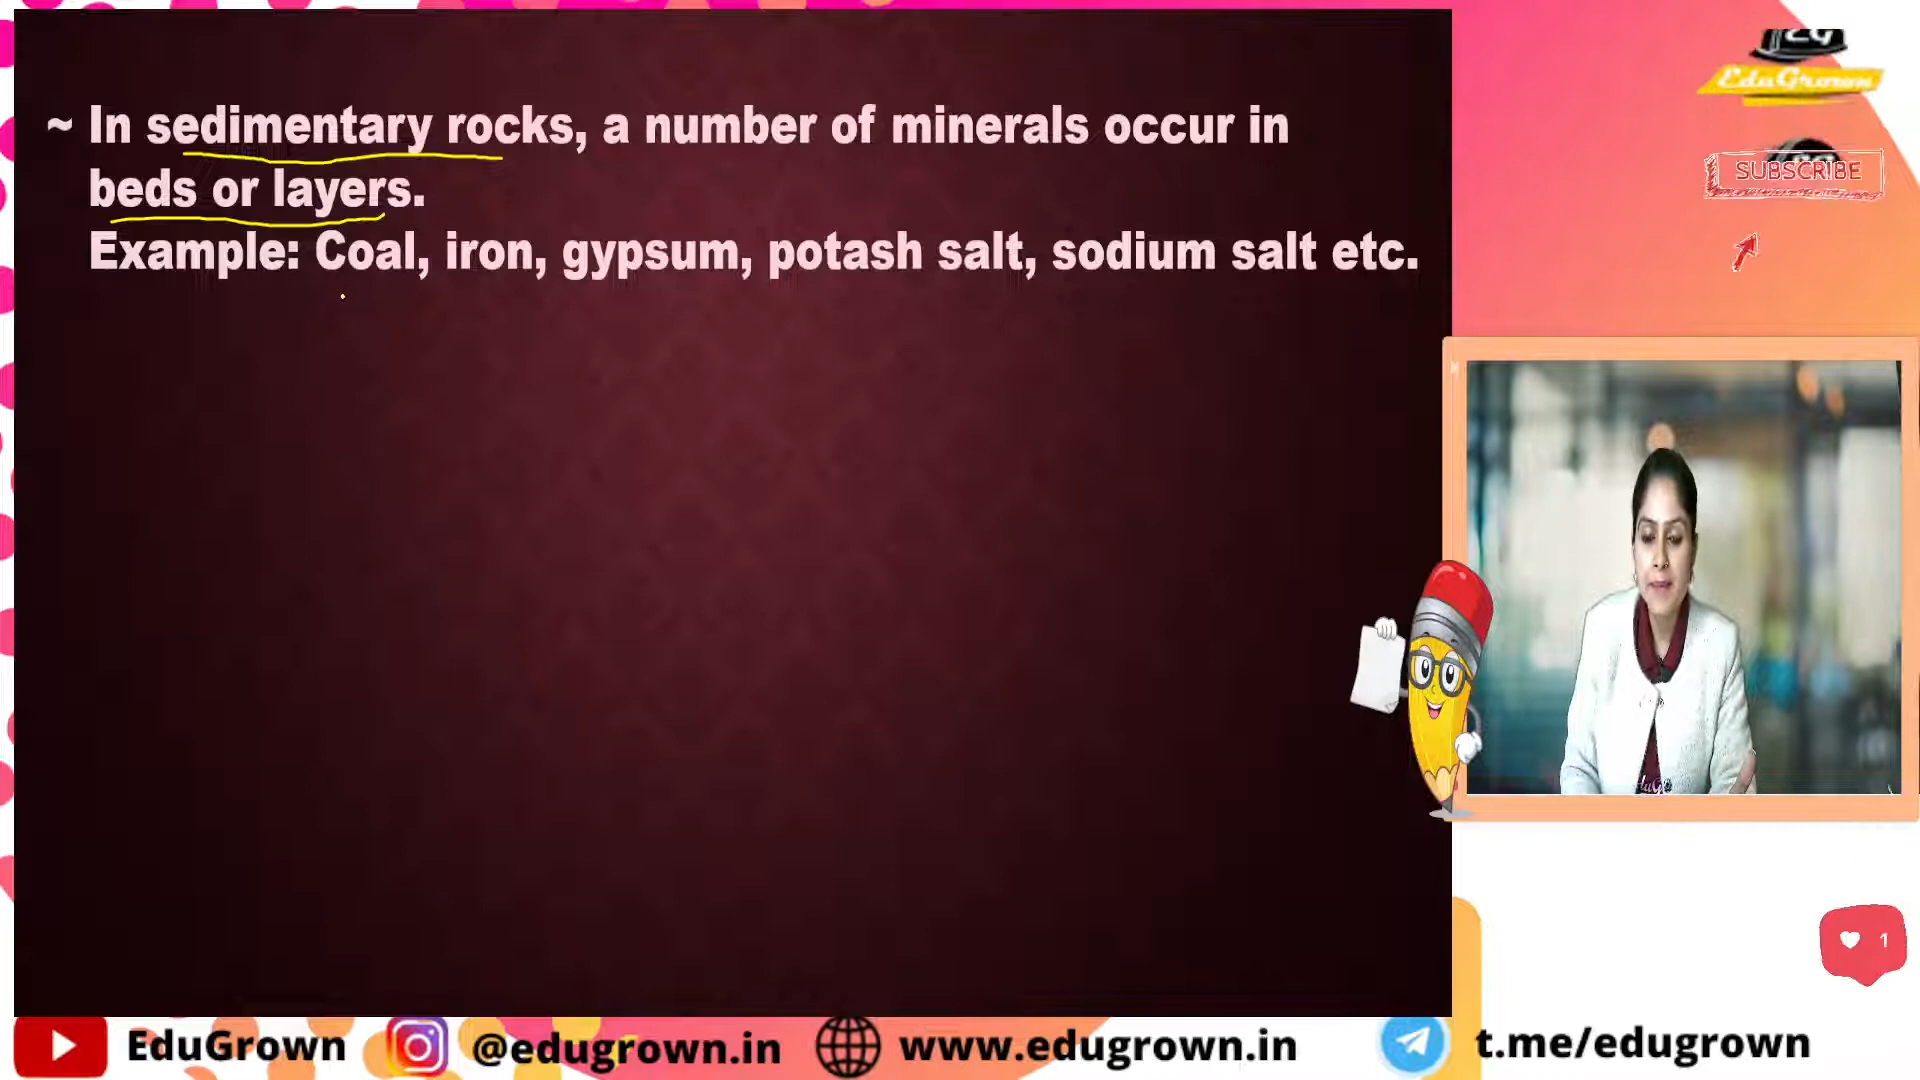 ~ In sedimentary rocks, a number of minerals occur in
beds or layers.
Example: Coal, iron, gypsum, potash salt, sodium salt etc.
EduGrown
SUBSCRIBE
1
EduGrown
@edugrown.in
www.edugrown.in
t.me/edugrown